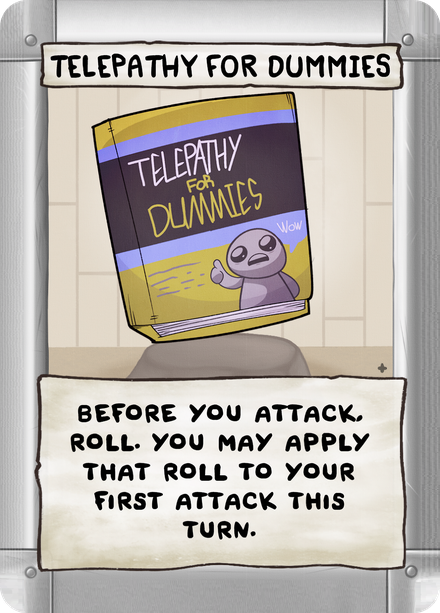 TELEPATHY FOR DUMMIES
TELEPATHY
FOR
DUMMIES
WOW
BEFORE YOU ATTACK,
ROLL. YOU MAY APPLY
THAT ROLL TO YOUR
FIRST ATTACK THIS
TURN.